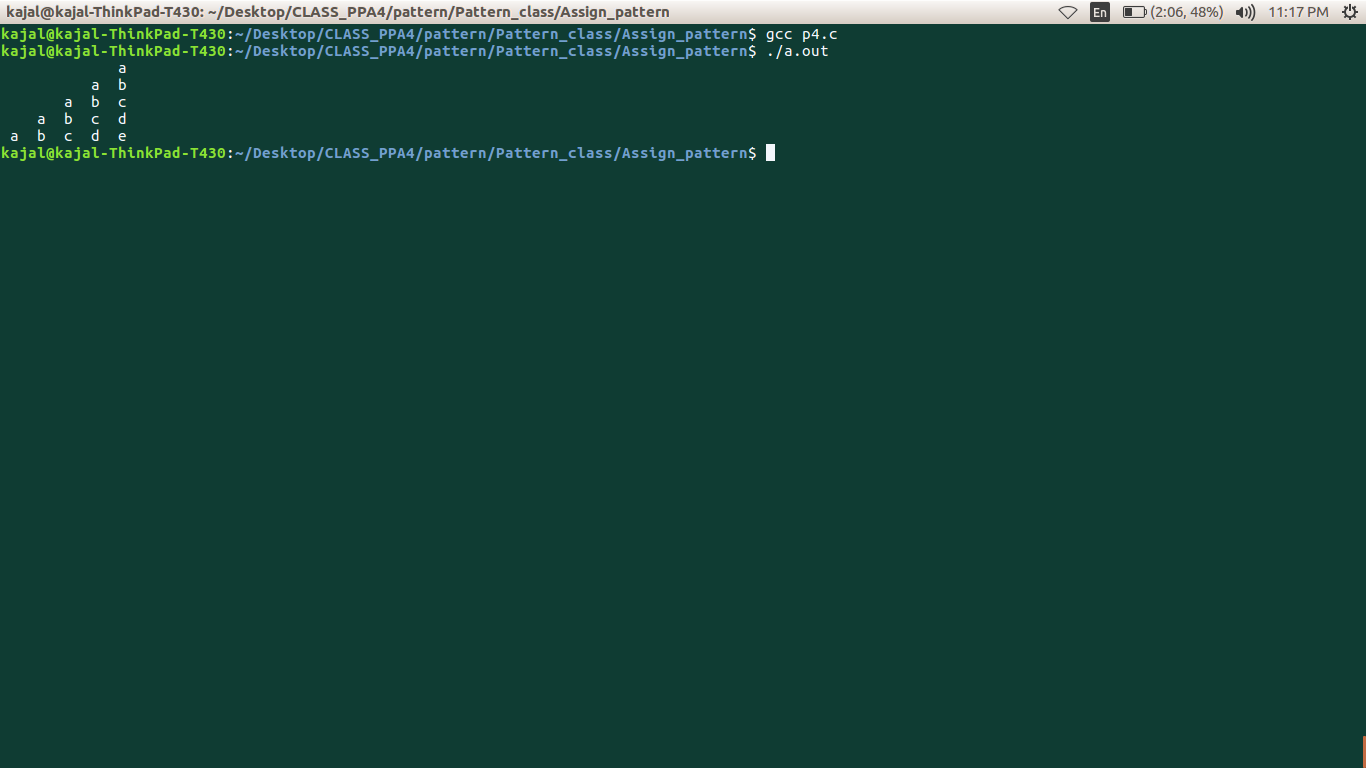 kajal@kajal-ThinkPad-T430: ~/Desktop/CLASS_PPA4/pattern/Pattern_class/Assign_pattern
En (2:06, 48%) 11:17 PM
kajal@kajal-ThinkPad-T430:~/Desktop/CLASS_PPA4/pattern/Pattern_class/Assign_pattern$ gcc p4.c
kajal@kajal-ThinkPad-T430:~/Desktop/CLASS_PPA4/pattern/Pattern_class/Assign_pattern$ ./a.out
             a
          a  b
       a  b  c
    a  b  c  d
 a  b  c  d  e
kajal@kajal-ThinkPad-T430:~/Desktop/CLASS_PPA4/pattern/Pattern_class/Assign_pattern$